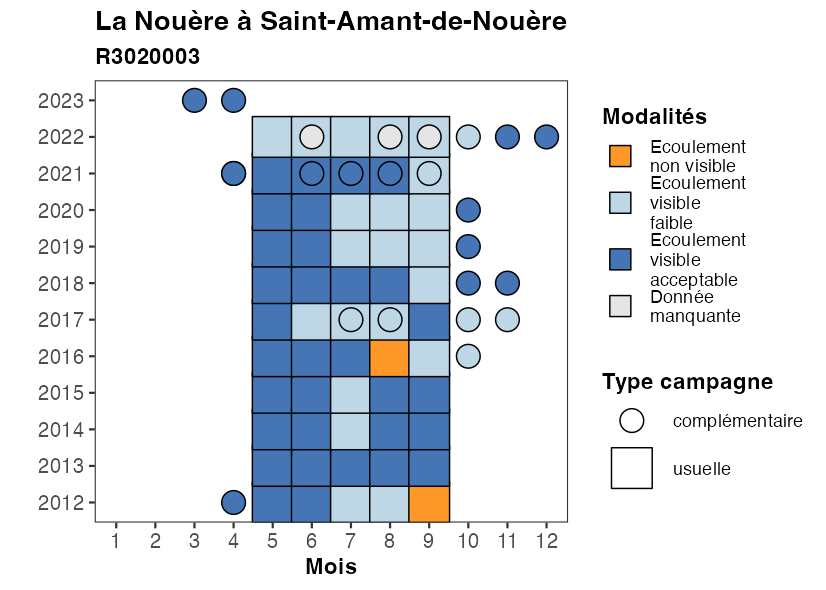 La Nouère à Saint-Amant-de-Nouère
R3020003
2023
2022
2021
2020
2019
2018
2017
2016
2015
2014
2013
2012
1 2 3 4 5 6 7 8 9 10 11 12
Mois
Modalités
Ecoulement
non visible
Ecoulement
visible
faible
Ecoulement
visible
acceptable
Donnée
manquante
Type campagne
complémentaire
usuelle